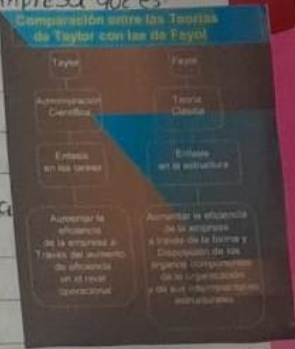 empresa que es
Comparación entre las Teorías
de Taylor con las de Fayol
Taylor
Fayol
Administración
Científica
Teoría
Clásica
Enfasis
en las tareas
Enfasis
en la estructura
Aumentar la
eficiencia
de la empresa a
Través del aumento
de eficiencia
en el nivel
operacional
Aumentar la eficiencia
de la empresa
a través de la forma y
Disposición de los
órganos componentes
de la organización
y de sus interrelaciones
estructurales